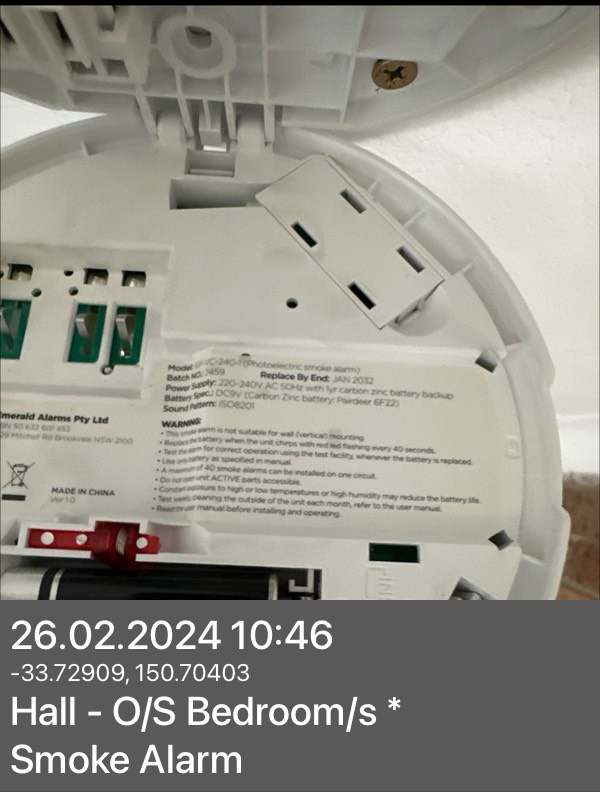 Model: EP-VC-240-1 (Photoelectric smoke alarm)
Batch NO.: 2459
Replace By End: JAN 2032
Power Supply: 220-240V AC 50Hz with 1yr carbon zinc battery backup
Battery Spec.: DC9V (Carbon Zinc battery: Pairdeer 6F22)
Sound Pattern: ISO8201
WARNING:
• This smoke alarm is not suitable for wall (vertical) mounting.
• Replace the battery when the unit chirps with red led flashing every 40 seconds.
• Test the alarm for correct operation using the test facility, whenever the battery is replaced.
• Use only battery as specified in manual.
• A maximum of 40 smoke alarms can be installed on one circuit.
• Do not open unit ACTIVE parts accessible.
• Constant exposure to high or low temperatures or high humidity may reduce the battery life.
• Test weekly, cleaning the outside of the unit each month, refer to the user manual.
• Read the user manual before installing and operating.
merald Alarms Pty Ltd
BN 50 632 601 453
29 Mitchell Rd Brookvale NSW 2100
MADE IN CHINA
Ver 1.0
26.02.2024 10:46
-33.72909, 150.70403
Hall - O/S Bedroom/s *
Smoke Alarm